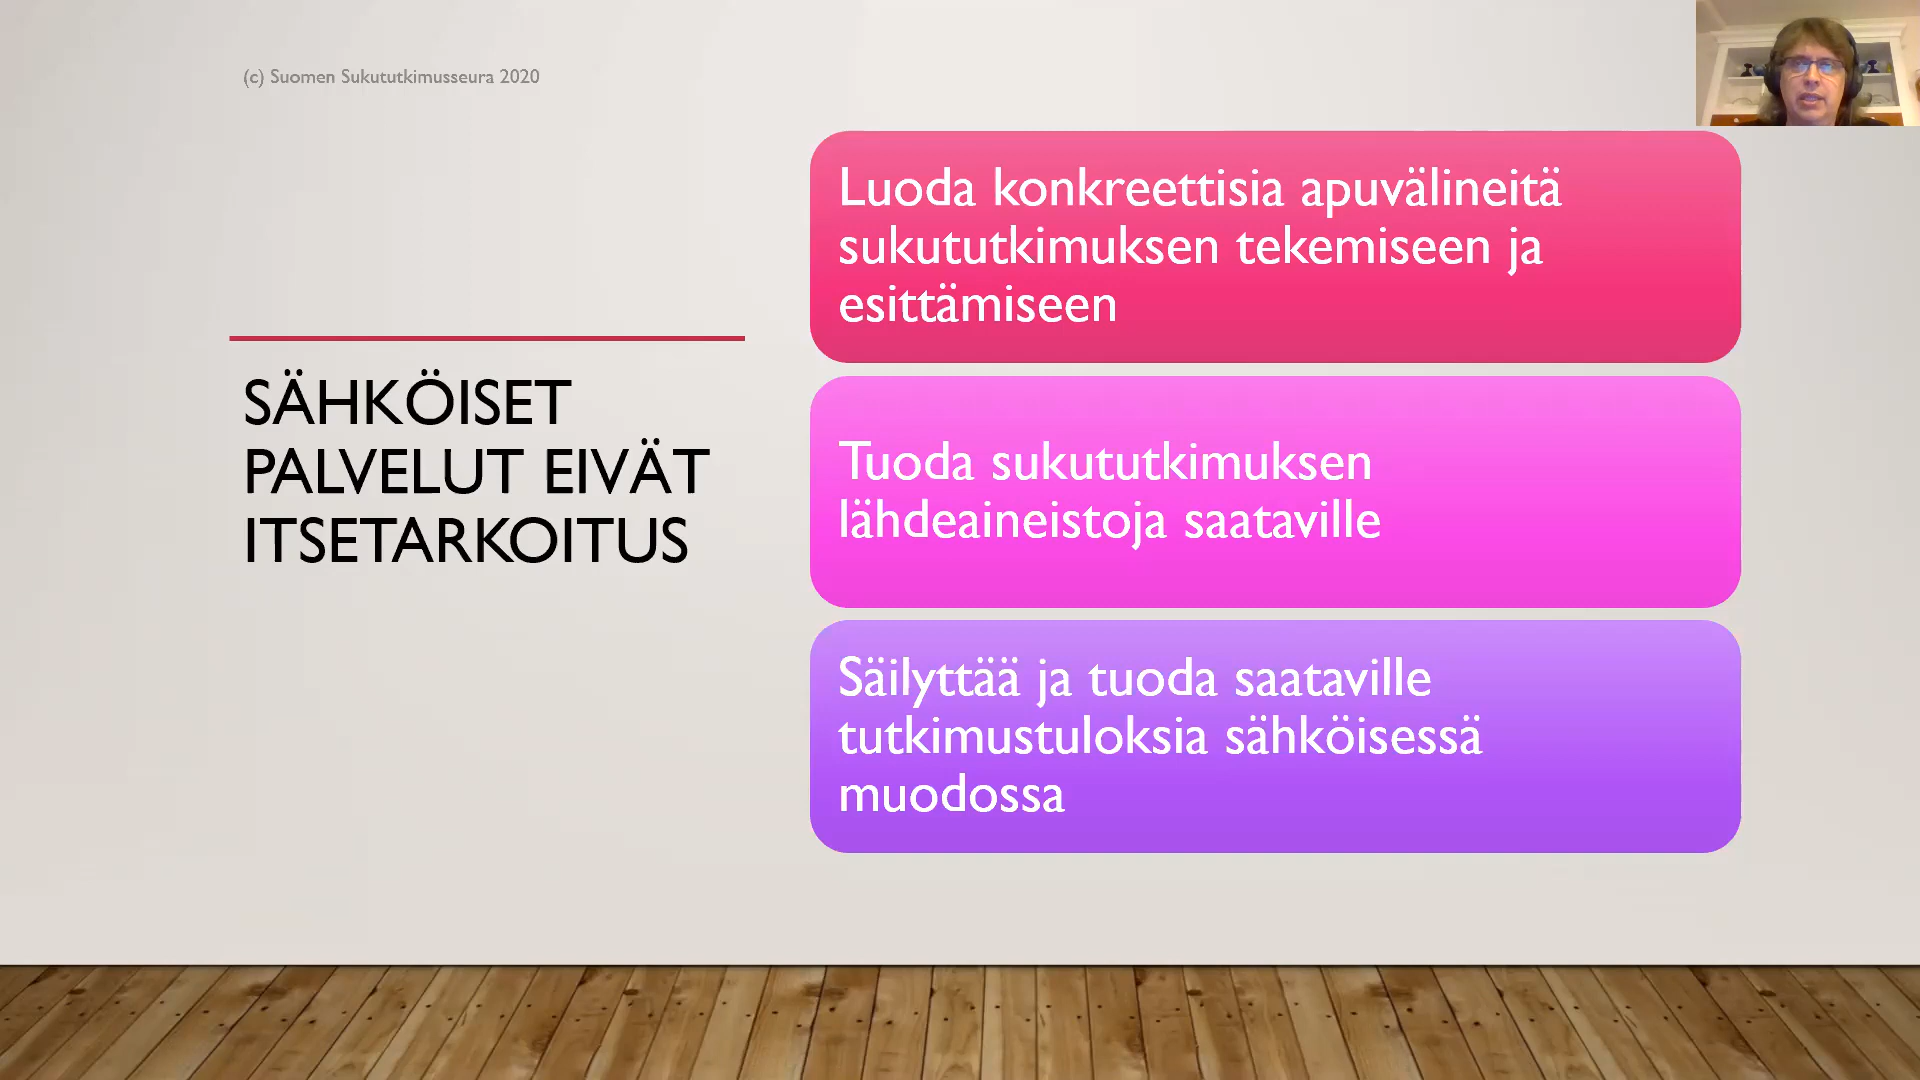 (c) Suomen Sukututkimusseura 2020
SÄHKÖISET
PALVELUT EIVÄT
ITSETARKOITUS
Luoda konkreettisia apuvälineitä
sukututkimuksen tekemiseen ja
esittämiseen
Tuoda sukututkimuksen
lähdeaineistoja saataville
Säilyttää ja tuoda saataville
tutkimustuloksia sähköisessä
muodossa